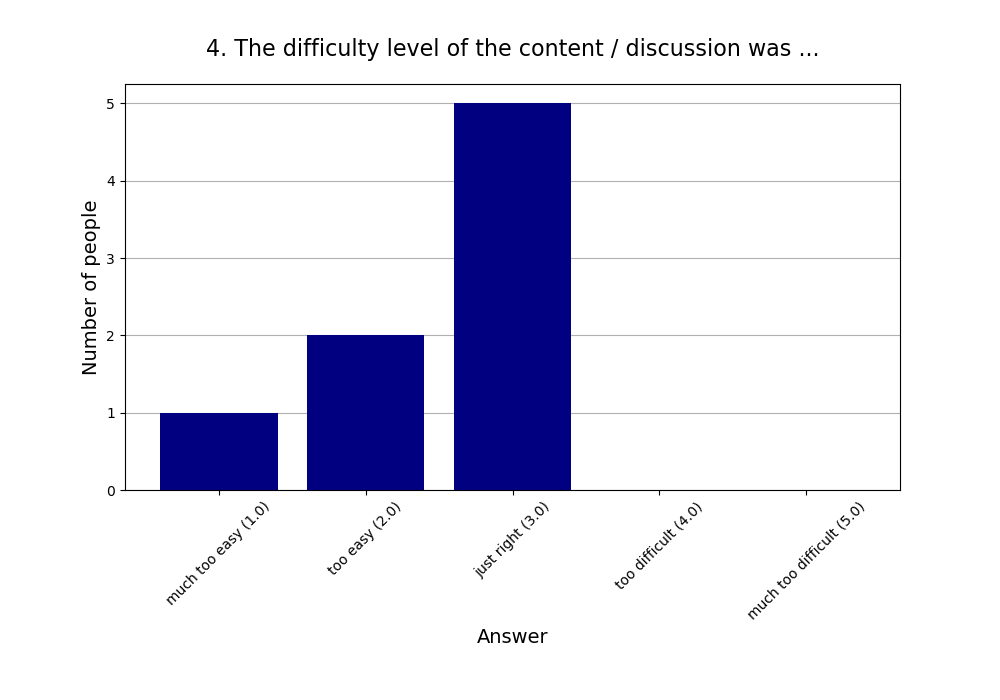 4. The difficulty level of the content / discussion was ...
Number of people
5
4
3
2
1
0
much too easy (1.0)
too easy (2.0)
just right (3.0)
too difficult (4.0)
much too difficult (5.0)
Answer